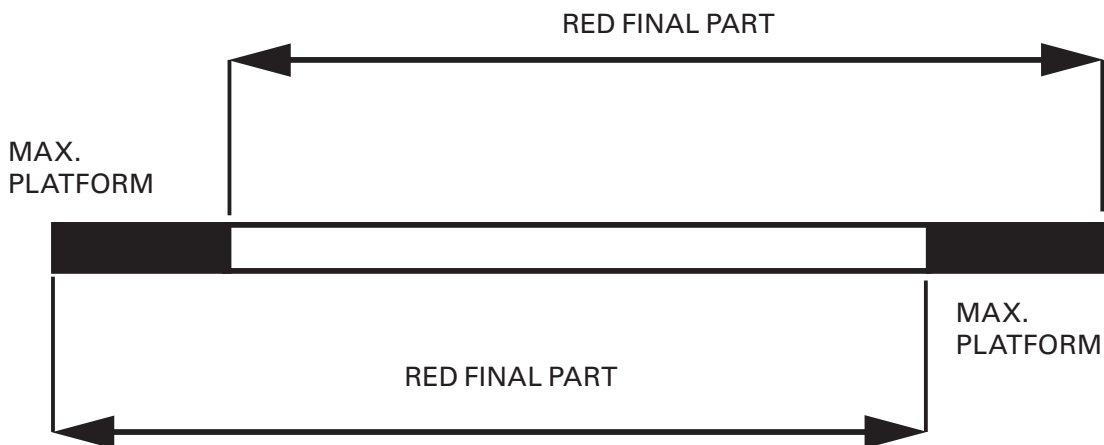 RED FINAL PART
MAX.
PLATFORM
MAX.
PLATFORM
RED FINAL PART